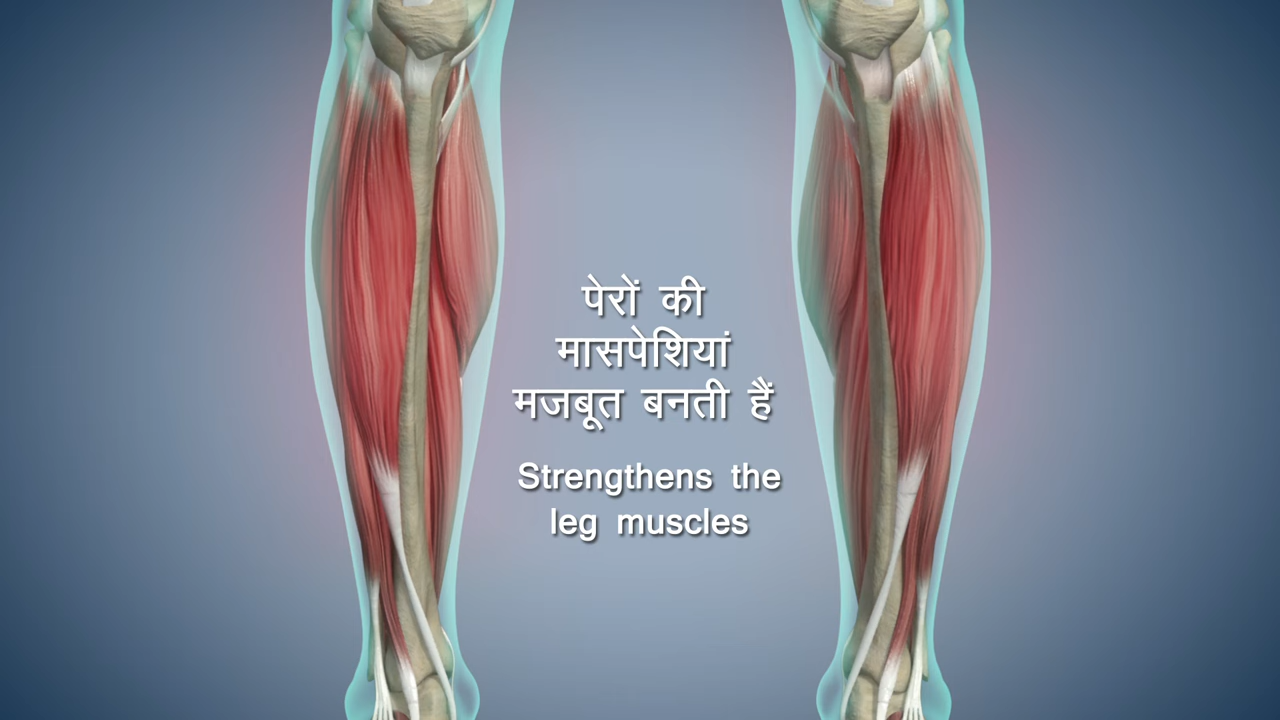 पेरों की
मासपेशियां
मजबूत बनती हैं
Strengthens the
leg muscles